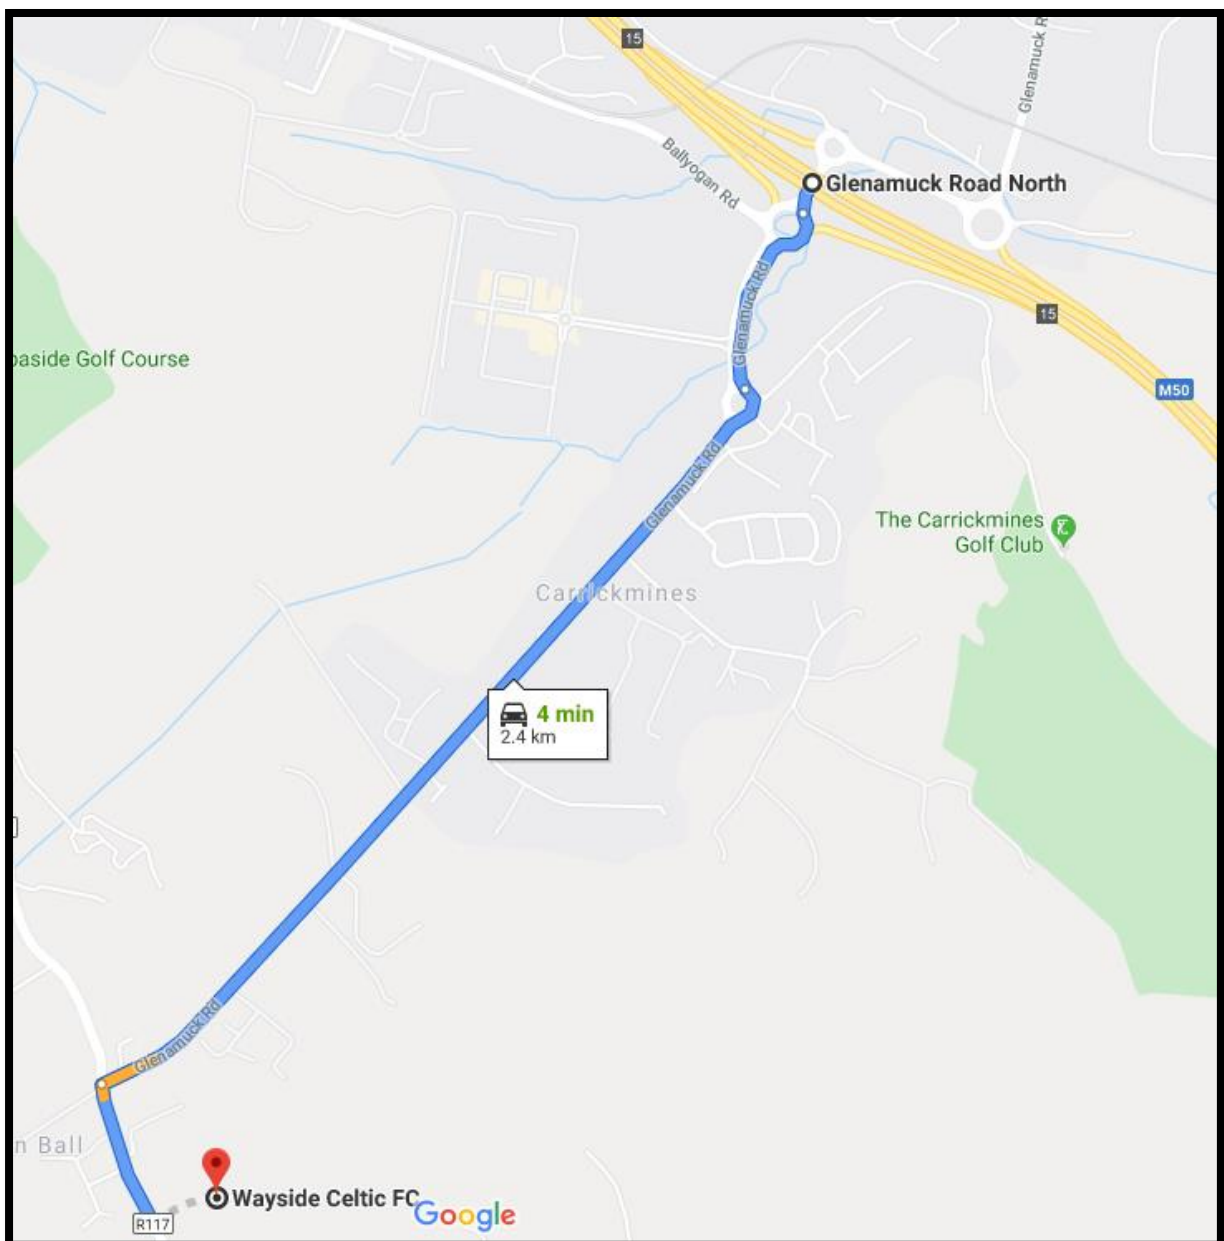 15
Glenamuck R
Ballyogan Rd
Glenamuck Road North
Glenamuck Rd
15
aside Golf Course
M50
Glenamuck Rd
The Carrickmines
Golf Club
Carrickmines
4 min
2.4 km
Glenamuck Rd
n Ball
Wayside Celtic FC
Google
R117